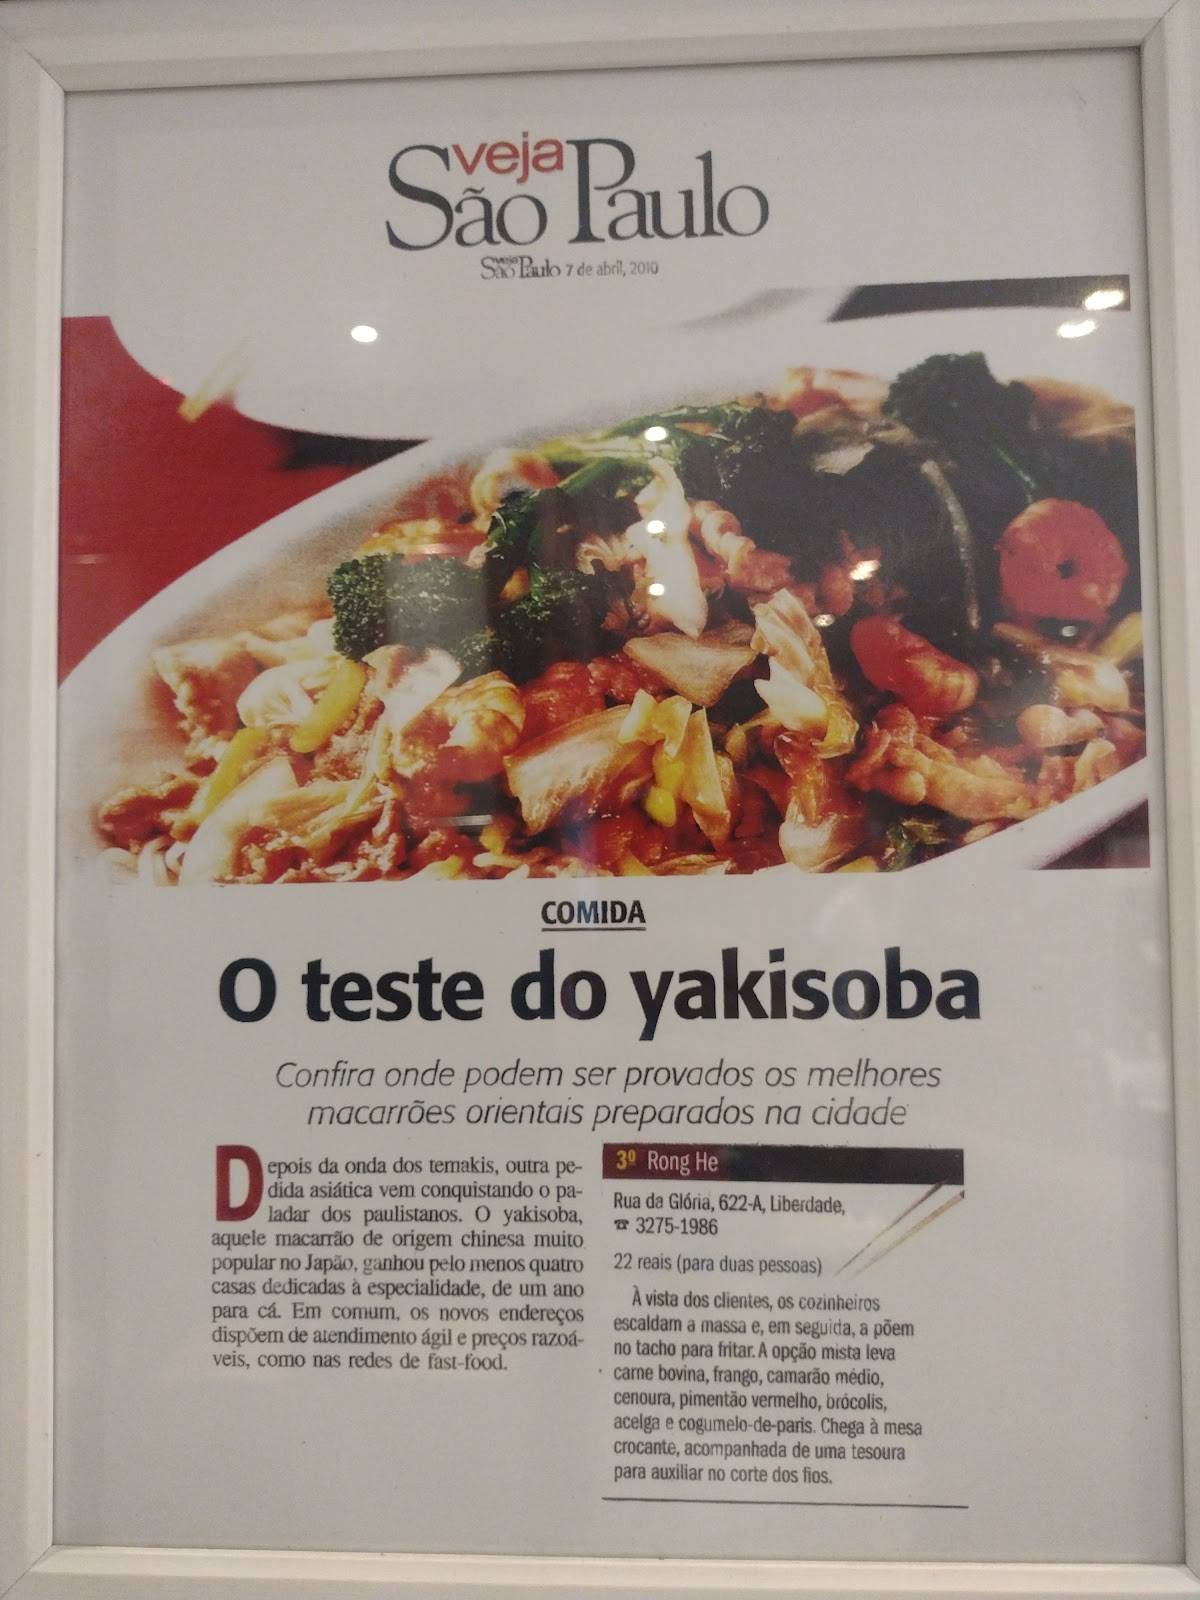 veja
São Paulo
veja São Paulo 7 de abril, 2010
COMIDA
O teste do yakisoba
Confira onde podem ser provados os melhores
macarrões orientais preparados na cidade
Depois da onda dos temakis, outra pe-
dida asiática vem conquistando o pa-
ladar dos paulistanos. O yakisoba,
aquele macarrão de origem chinesa muito
popular no Japão, ganhou pelo menos quatro
casas dedicadas à especialidade, de um ano
para cá. Em comum, os novos endereços
dispõem de atendimento ágil e preços razoá-
veis, como nas redes de fast-food.
3º Rong He
Rua da Glória, 622-A, Liberdade,
☎ 3275-1986
22 reais (para duas pessoas)
À vista dos clientes, os cozinheiros
escaldam a massa e, em seguida, a põem
no tacho para fritar. A opção mista leva
carne bovina, frango, camarão médio,
cenoura, pimentão vermelho, brócolis,
acelga e cogumelo-de-paris. Chega à mesa
crocante, acompanhada de uma tesoura
para auxiliar no corte dos fios.